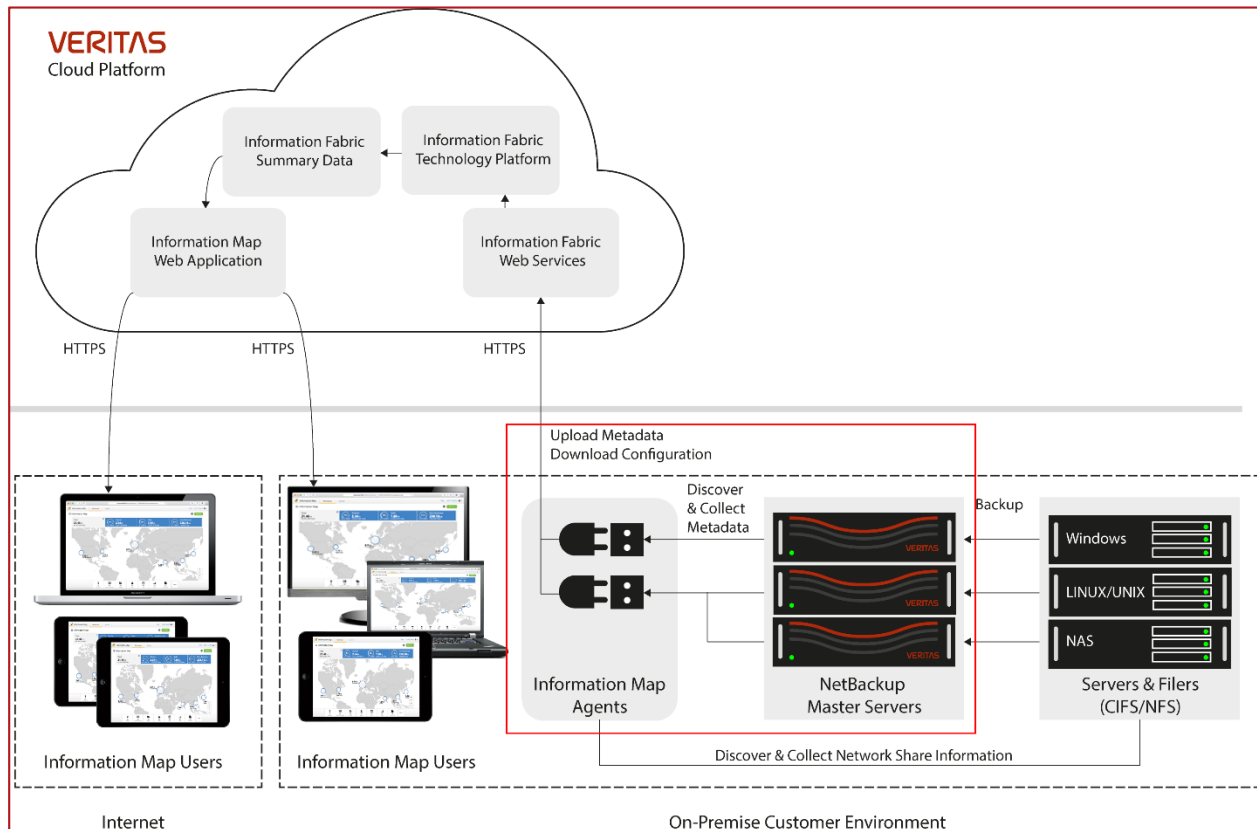 VERITAS
Cloud Platform
Information Fabric
Summary Data
Information Fabric
Technology Platform
Information Map
Web Application
Information Fabric
Web Services
HTTPS
HTTPS
HTTPS
Upload Metadata
Download Configuration
Discover
& Collect
Metadata
Backup
VERITAS
VERITAS
VERITAS
Windows
LINUX/UNIX
NAS
Information Map
Agents
NetBackup
Master Servers
Servers & Filers
(CIFS/NFS)
Discover & Collect Network Share Information
Information Map Users
Information Map Users
Internet
On-Premise Customer Environment